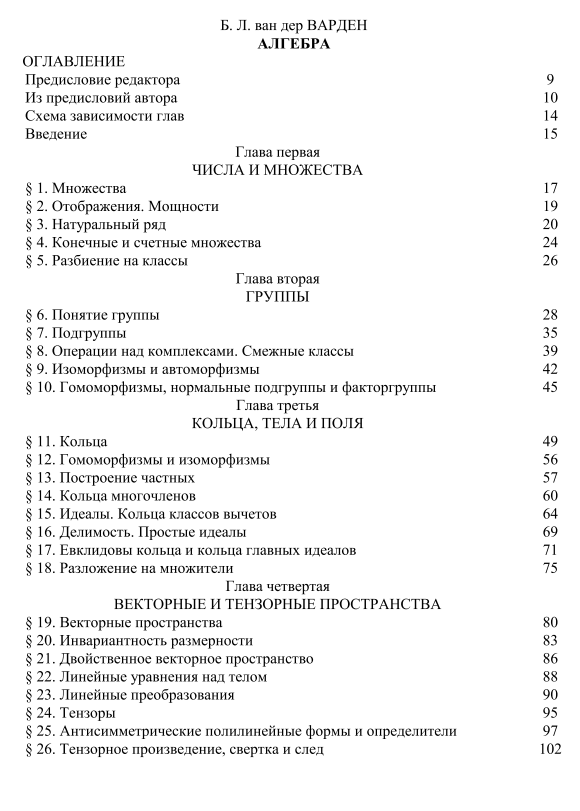 Б. Л. ван дер ВАРДЕН
АЛГЕБРА
ОГЛАВЛЕНИЕ
Предисловие редактора 9
Из предисловий автора 10
Схема зависимости глав 14
Введение 15
Глава первая
ЧИСЛА И МНОЖЕСТВА
§ 1. Множества 17
§ 2. Отображения. Мощности 19
§ 3. Натуральный ряд 20
§ 4. Конечные и счетные множества 24
§ 5. Разбиение на классы 26
Глава вторая
ГРУППЫ
§ 6. Понятие группы 28
§ 7. Подгруппы 35
§ 8. Операции над комплексами. Смежные классы 39
§ 9. Изоморфизмы и автоморфизмы 42
§ 10. Гомоморфизмы, нормальные подгруппы и факторгруппы 45
Глава третья
КОЛЬЦА, ТЕЛА И ПОЛЯ
§ 11. Кольца 49
§ 12. Гомоморфизмы и изоморфизмы 56
§ 13. Построение частных 57
§ 14. Кольца многочленов 60
§ 15. Идеалы. Кольца классов вычетов 64
§ 16. Делимость. Простые идеалы 69
§ 17. Евклидовы кольца и кольца главных идеалов 71
§ 18. Разложение на множители 75
Глава четвертая
ВЕКТОРНЫЕ И ТЕНЗОРНЫЕ ПРОСТРАНСТВА
§ 19. Векторные пространства 80
§ 20. Инвариантность размерности 83
§ 21. Двойственное векторное пространство 86
§ 22. Линейные уравнения над телом 88
§ 23. Линейные преобразования 90
§ 24. Тензоры 95
§ 25. Антисимметрические полилинейные формы и определители 97
§ 26. Тензорное произведение, свертка и след 102